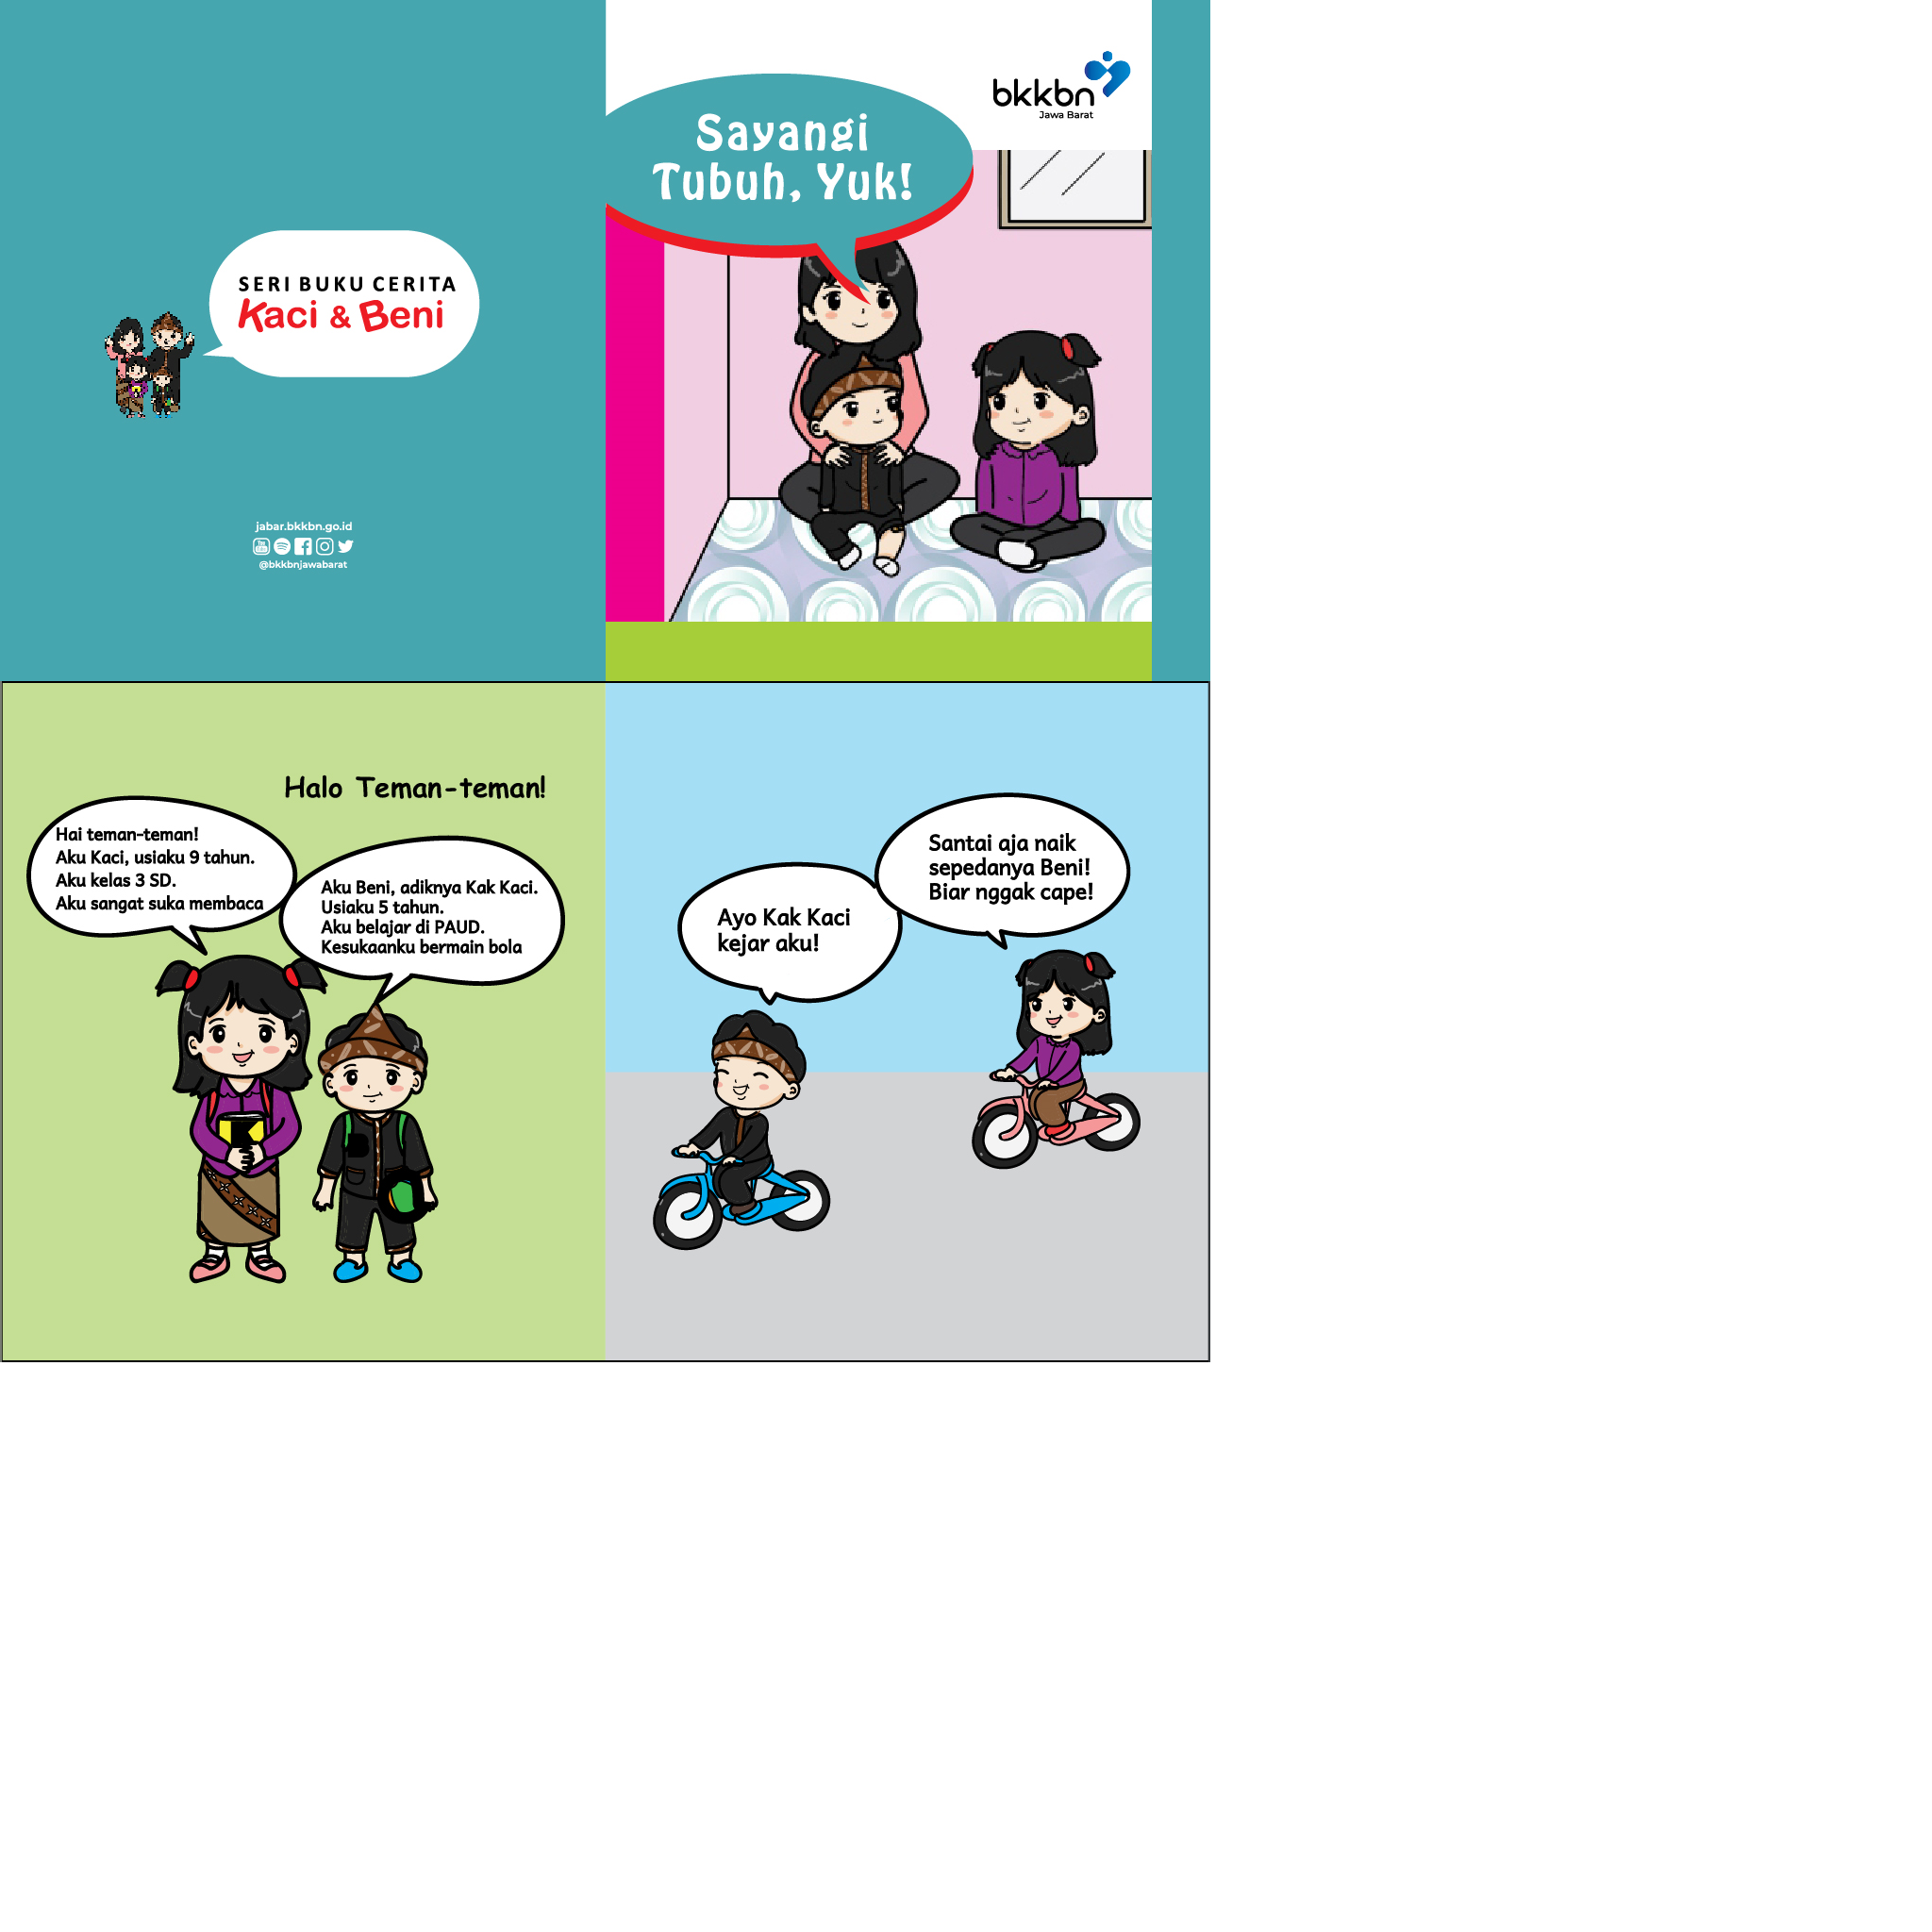 SERI BUKU CERITA
Kaci & Beni
jabar.bkkbn.go.id
@bkkbnjawabarat
bkkbn
Jawa Barat
Sayangi
Tubuh, Yuk!
Halo Teman-teman!
Hai teman-teman!
Aku Kaci, usiaku 9 tahun.
Aku kelas 3 SD.
Aku sangat suka membaca
Aku Beni, adiknya Kak Kaci.
Usiaku 5 tahun.
Aku belajar di PAUD.
Kesukaanku bermain bola
Ayo Kak Kaci
kejar aku!
Santai aja naik
sepedanya Beni!
Biar nggak cape!